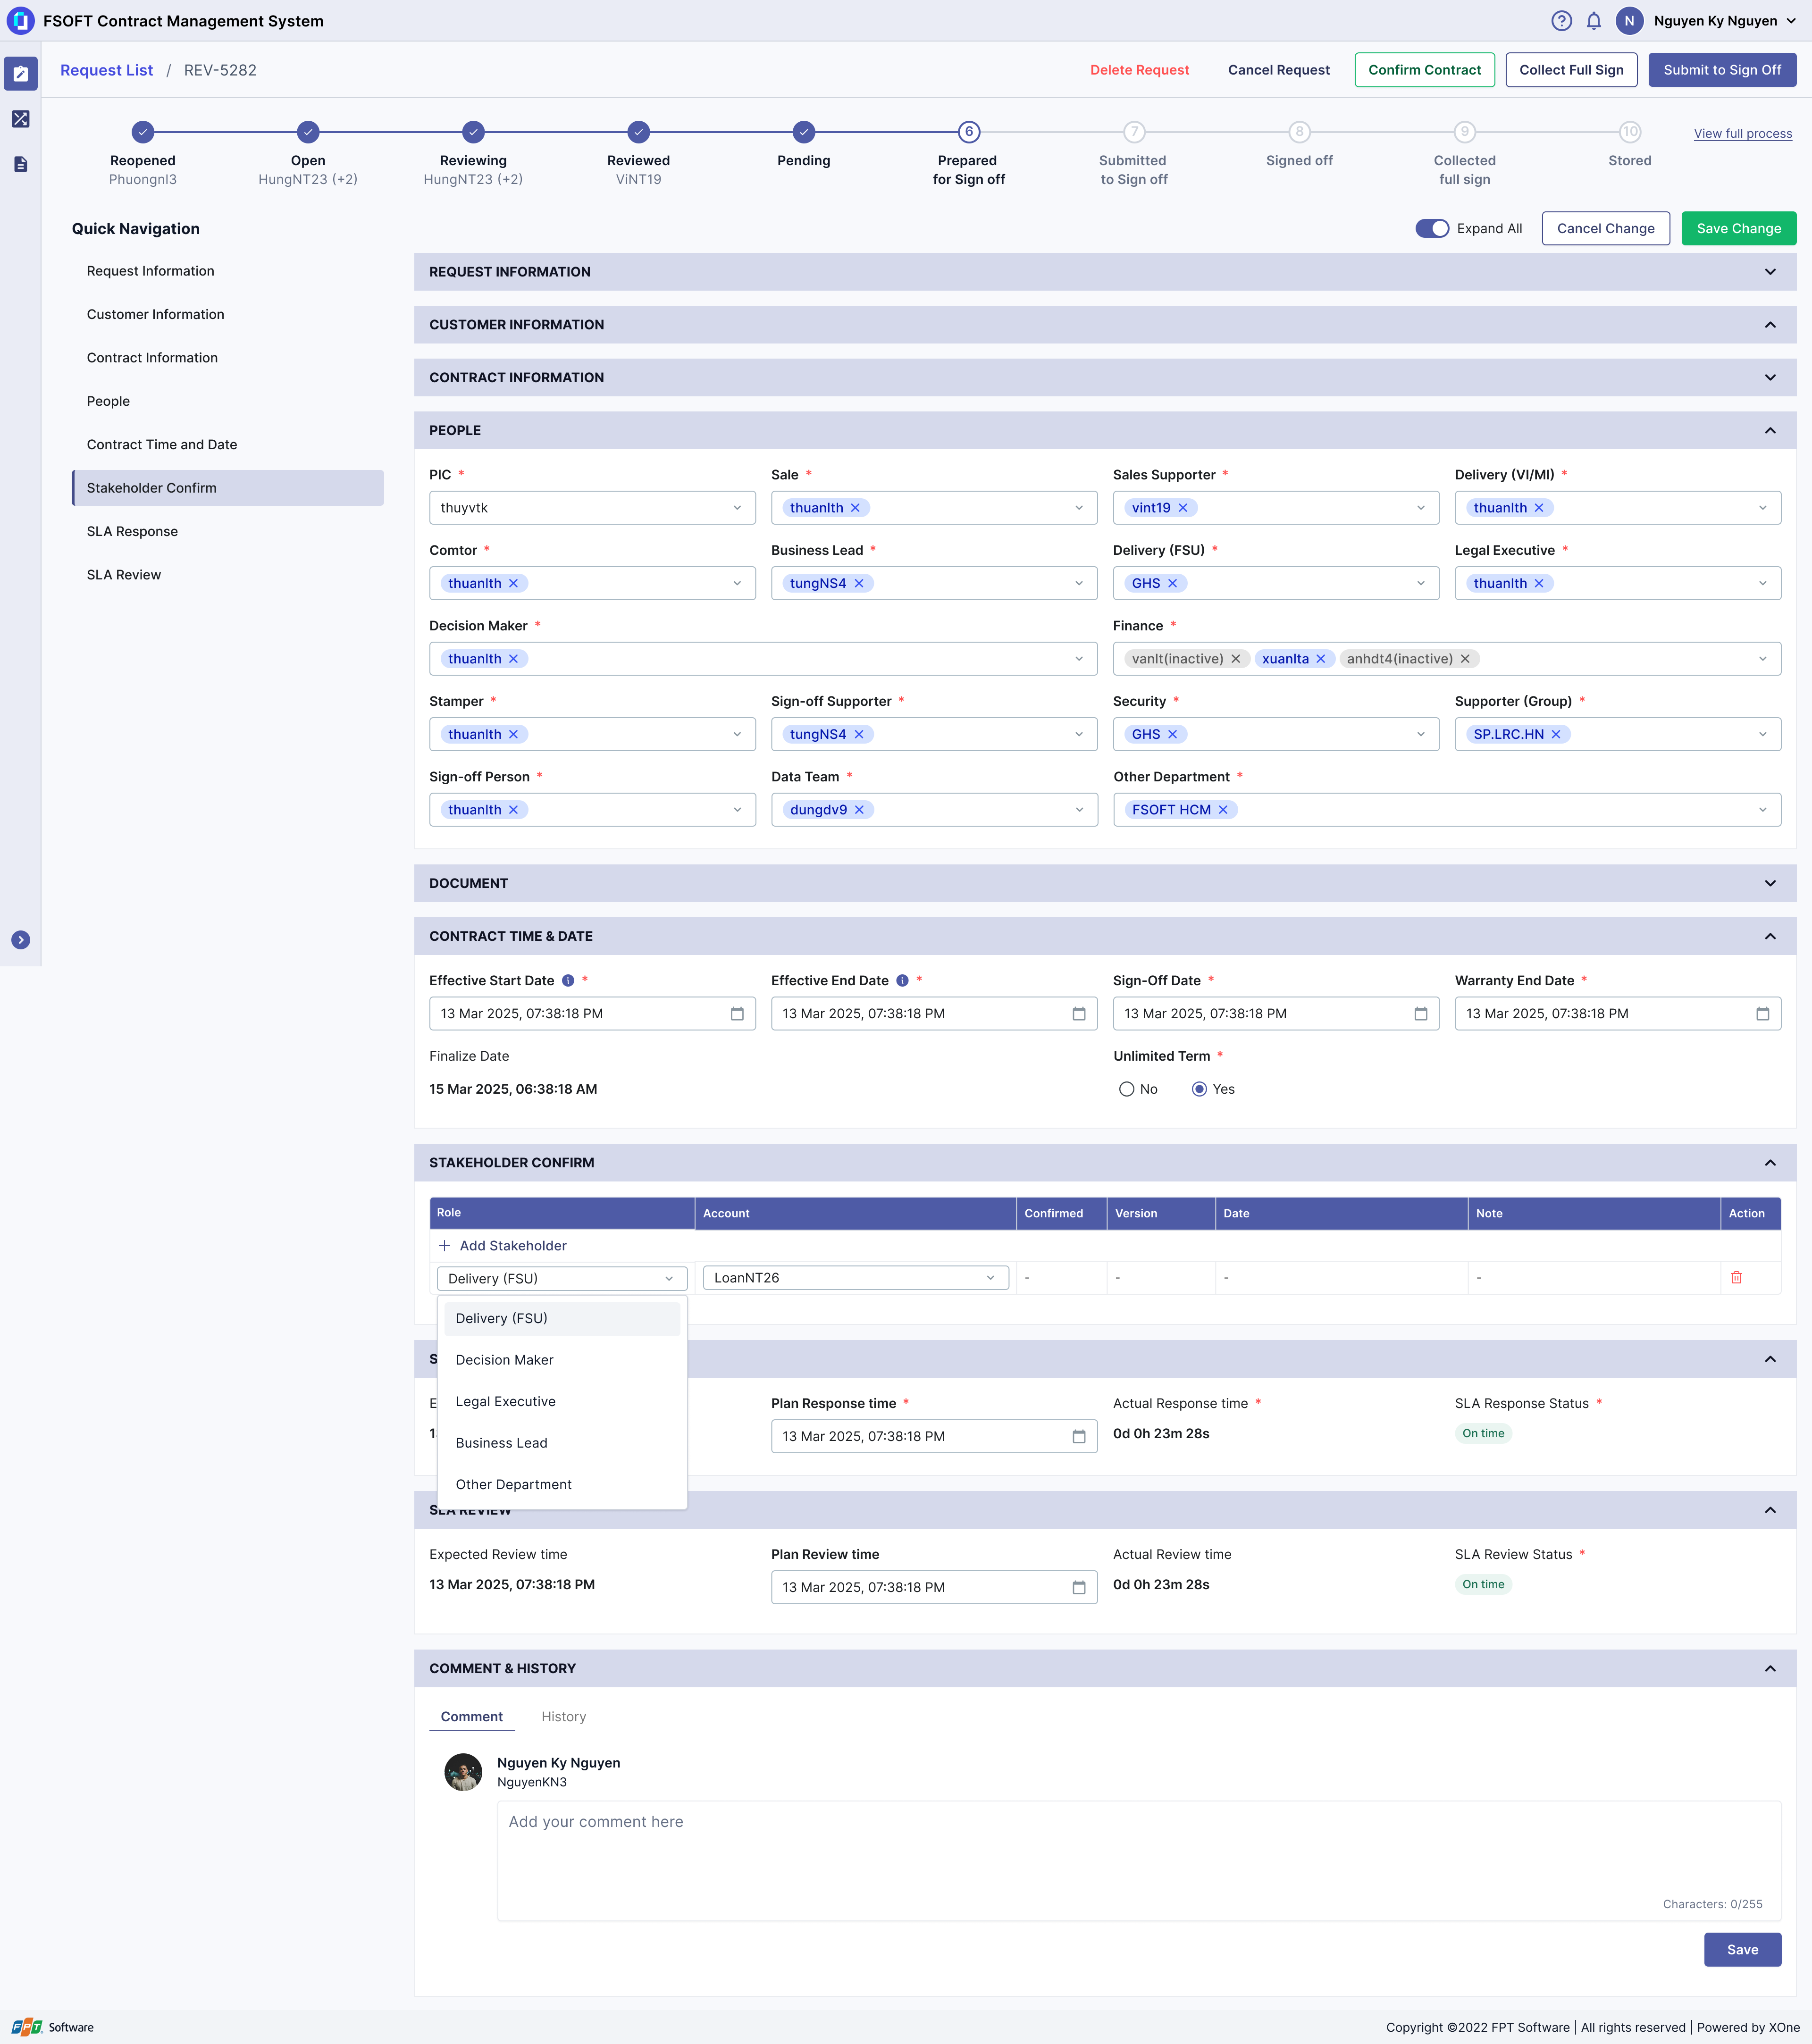 FSOFT Contract Management System
N
Nguyen Ky Nguyen
Request List / REV-5282
Delete Request
Cancel Request
Confirm Contract
Collect Full Sign
Submit to Sign Off
6 7 8 9 10
Reopened
Phuongnl3
Open
HungNT23 (+2)
Reviewing
HungNT23 (+2)
Reviewed
ViNT19
Pending
Prepared
for Sign off
Submitted
to Sign off
Signed off
Collected
full sign
Stored
View full process
Quick Navigation
Expand All
Cancel Change
Save Change
Request Information
Customer Information
Contract Information
People
Contract Time and Date
Stakeholder Confirm
SLA Response
SLA Review
REQUEST INFORMATION
CUSTOMER INFORMATION
CONTRACT INFORMATION
PEOPLE
PIC * Sale * Sales Supporter * Delivery (VI/MI) *
thuyvtk thuanlth vint19 thuanlth
Comtor * Business Lead * Delivery (FSU) * Legal Executive *
thuanlth tungNS4 GHS thuanlth
Decision Maker * Finance *
thuanlth vanlt(inactive) xuanlta anhdt4(inactive)
Stamper * Sign-off Supporter * Security * Supporter (Group) *
thuanlth tungNS4 GHS SP.LRC.HN
Sign-off Person * Data Team * Other Department *
thuanlth dungdv9 FSOFT HCM
DOCUMENT
CONTRACT TIME & DATE
Effective Start Date * Effective End Date * Sign-Off Date * Warranty End Date *
13 Mar 2025, 07:38:18 PM 13 Mar 2025, 07:38:18 PM 13 Mar 2025, 07:38:18 PM 13 Mar 2025, 07:38:18 PM
Finalize Date Unlimited Term *
15 Mar 2025, 06:38:18 AM No Yes
STAKEHOLDER CONFIRM
Role Account Confirmed Version Date Note Action
+ Add Stakeholder
Delivery (FSU) LoanNT26 - - - -
Delivery (FSU)
Decision Maker
Legal Executive
Business Lead
Other Department
S
E Plan Response time * Actual Response time * SLA Response Status *
1 13 Mar 2025, 07:38:18 PM 0d 0h 23m 28s On time
SLA REVIEW
Expected Review time Plan Review time Actual Review time SLA Review Status *
13 Mar 2025, 07:38:18 PM 13 Mar 2025, 07:38:18 PM 0d 0h 23m 28s On time
COMMENT & HISTORY
Comment History
Nguyen Ky Nguyen
NguyenKN3
Add your comment here
Characters: 0/255
Save
FPT Software
Copyright ©2022 FPT Software | All rights reserved | Powered by XOne